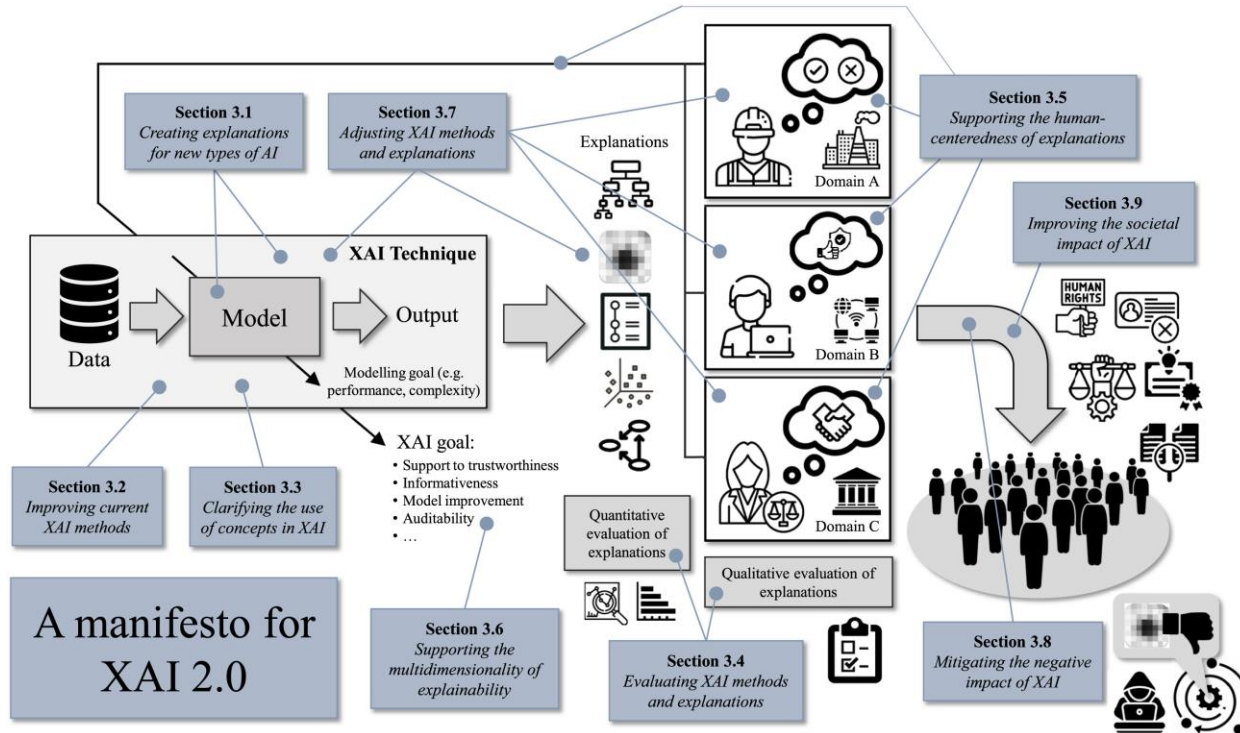 Section 3.1
Creating explanations
for new types of AI
Section 3.7
Adjusting XAI methods
and explanations
Explanations
Domain A
Section 3.5
Supporting the human-
centeredness of explanations
Section 3.9
Improving the societal
impact of XAI
HUMAN
RIGHTS
XAI Technique
Data
Model
Output
Modelling goal (e.g.
performance, complexity)
Domain B
XAI goal:
• Support to trustworthiness
• Informativeness
• Model improvement
• Auditability
• …
Domain C
Section 3.2
Improving current
XAI methods
Section 3.3
Clarifying the use
of concepts in XAI
Quantitative
evaluation of
explanations
Qualitative evaluation of
explanations
A manifesto for
XAI 2.0
Section 3.6
Supporting the
multidimensionality of
explainability
Section 3.4
Evaluating XAI methods
and explanations
Section 3.8
Mitigating the negative
impact of XAI